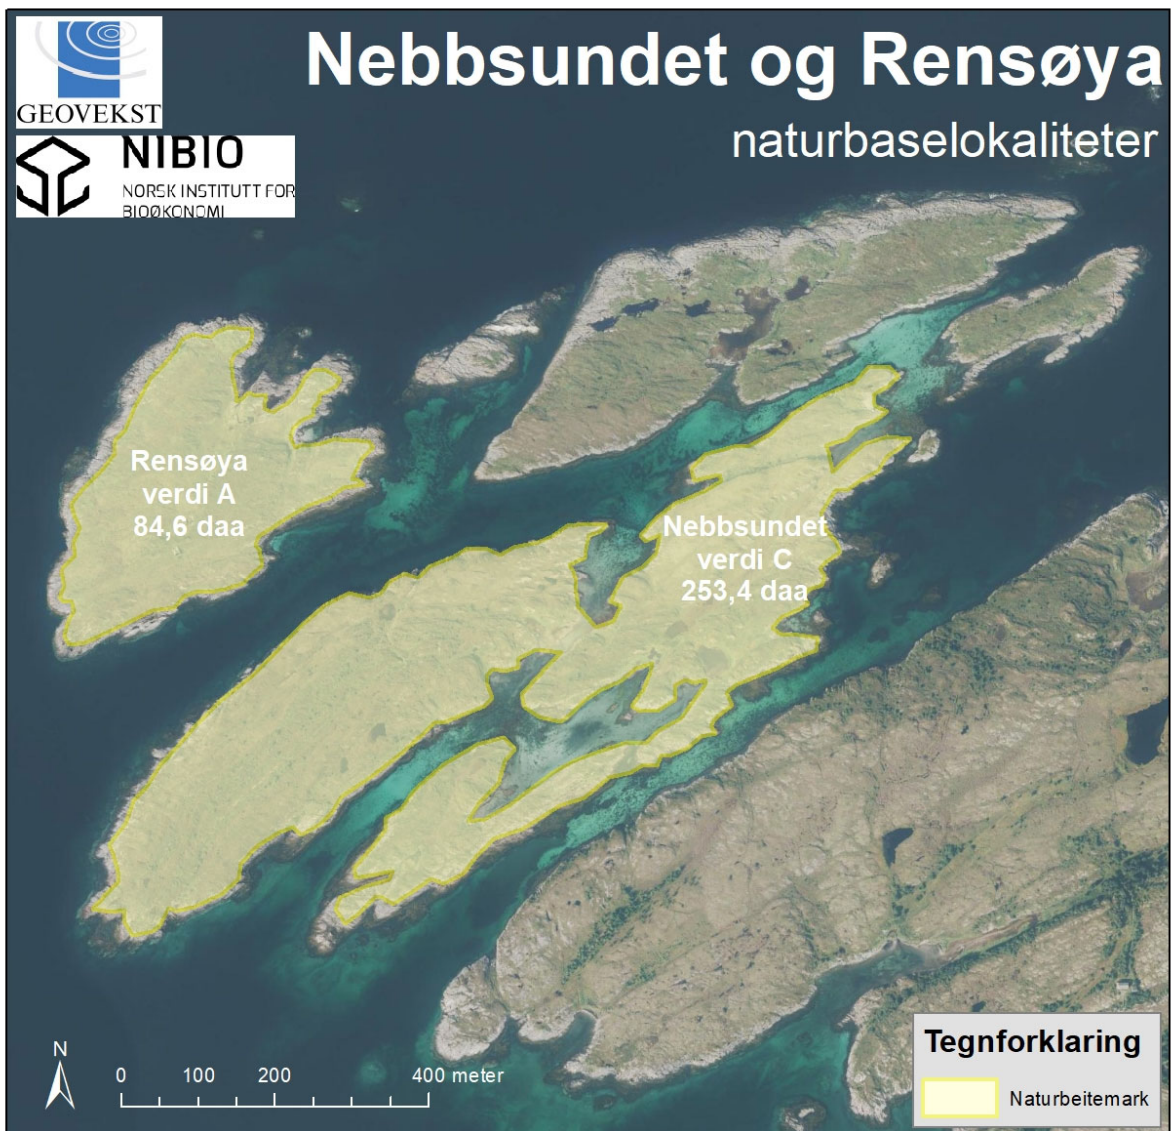 GEOVEKST
NIBIO
NORSK INSTITUTT FOR
BIOØKONOMI
Nebbsundet og Rensøya
naturbaselokaliteter
Rensøya
verdi A
84,6 daa
Nebbsundet
verdi C
253,4 daa
N
0 100 200 400 meter
Tegnforklaring
Naturbeitemark